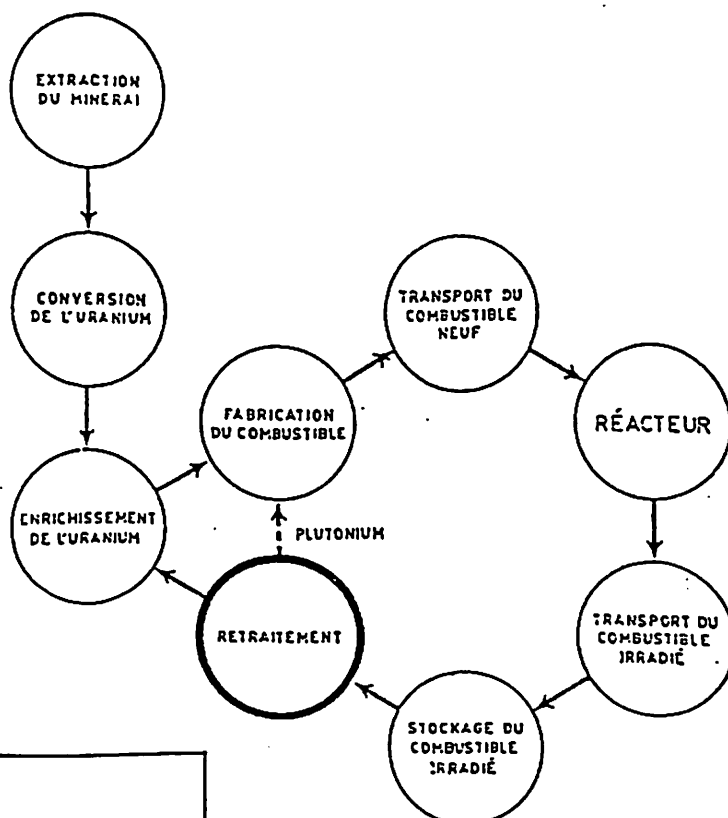 EXTRACTION
DU MINERAI
CONVERSION
DE L'URANIUM
ENRICHISSEMENT
DE L'URANIUM
FABRICATION
DU COMBUSTIBLE
TRANSPORT DU
COMBUSTIBLE
NEUF
RÉACTEUR
TRANSPORT DU
COMBUSTIBLE
IRRADIÉ
STOCKAGE DU
COMBUSTIBLE
IRRADIÉ
RETRAITEMENT
PLUTONIUM